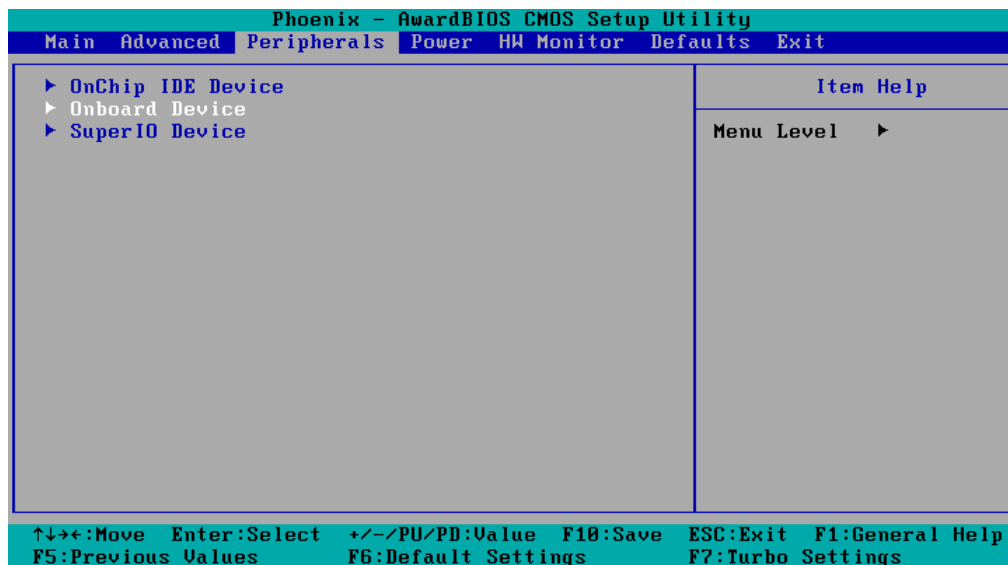 Phoenix - AwardBIOS CMOS Setup Utility
Main Advanced Peripherals Power HW Monitor Defaults Exit
▶ OnChip IDE Device
▶ Onboard Device
▶ SuperIO Device
Item Help
Menu Level ▶
↑↓→←:Move Enter:Select +/-/PU/PD:Value F10:Save ESC:Exit F1:General Help
F5:Previous Values F6:Default Settings F7:Turbo Settings